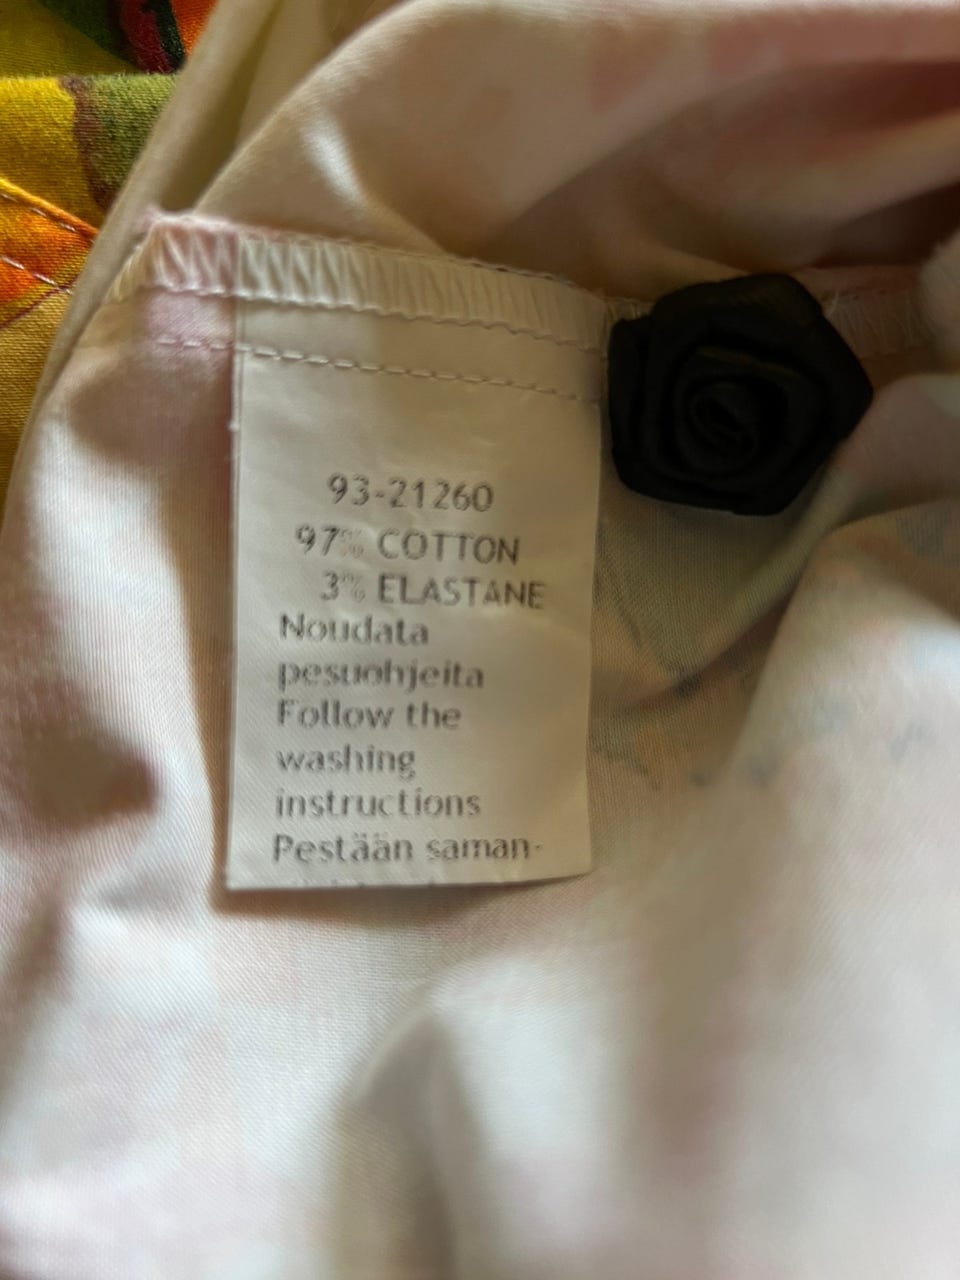 93-21260
97% COTTON
3% ELASTANE
Noudata
pesuohjeita
Follow the
washing
instructions
Pestään saman-